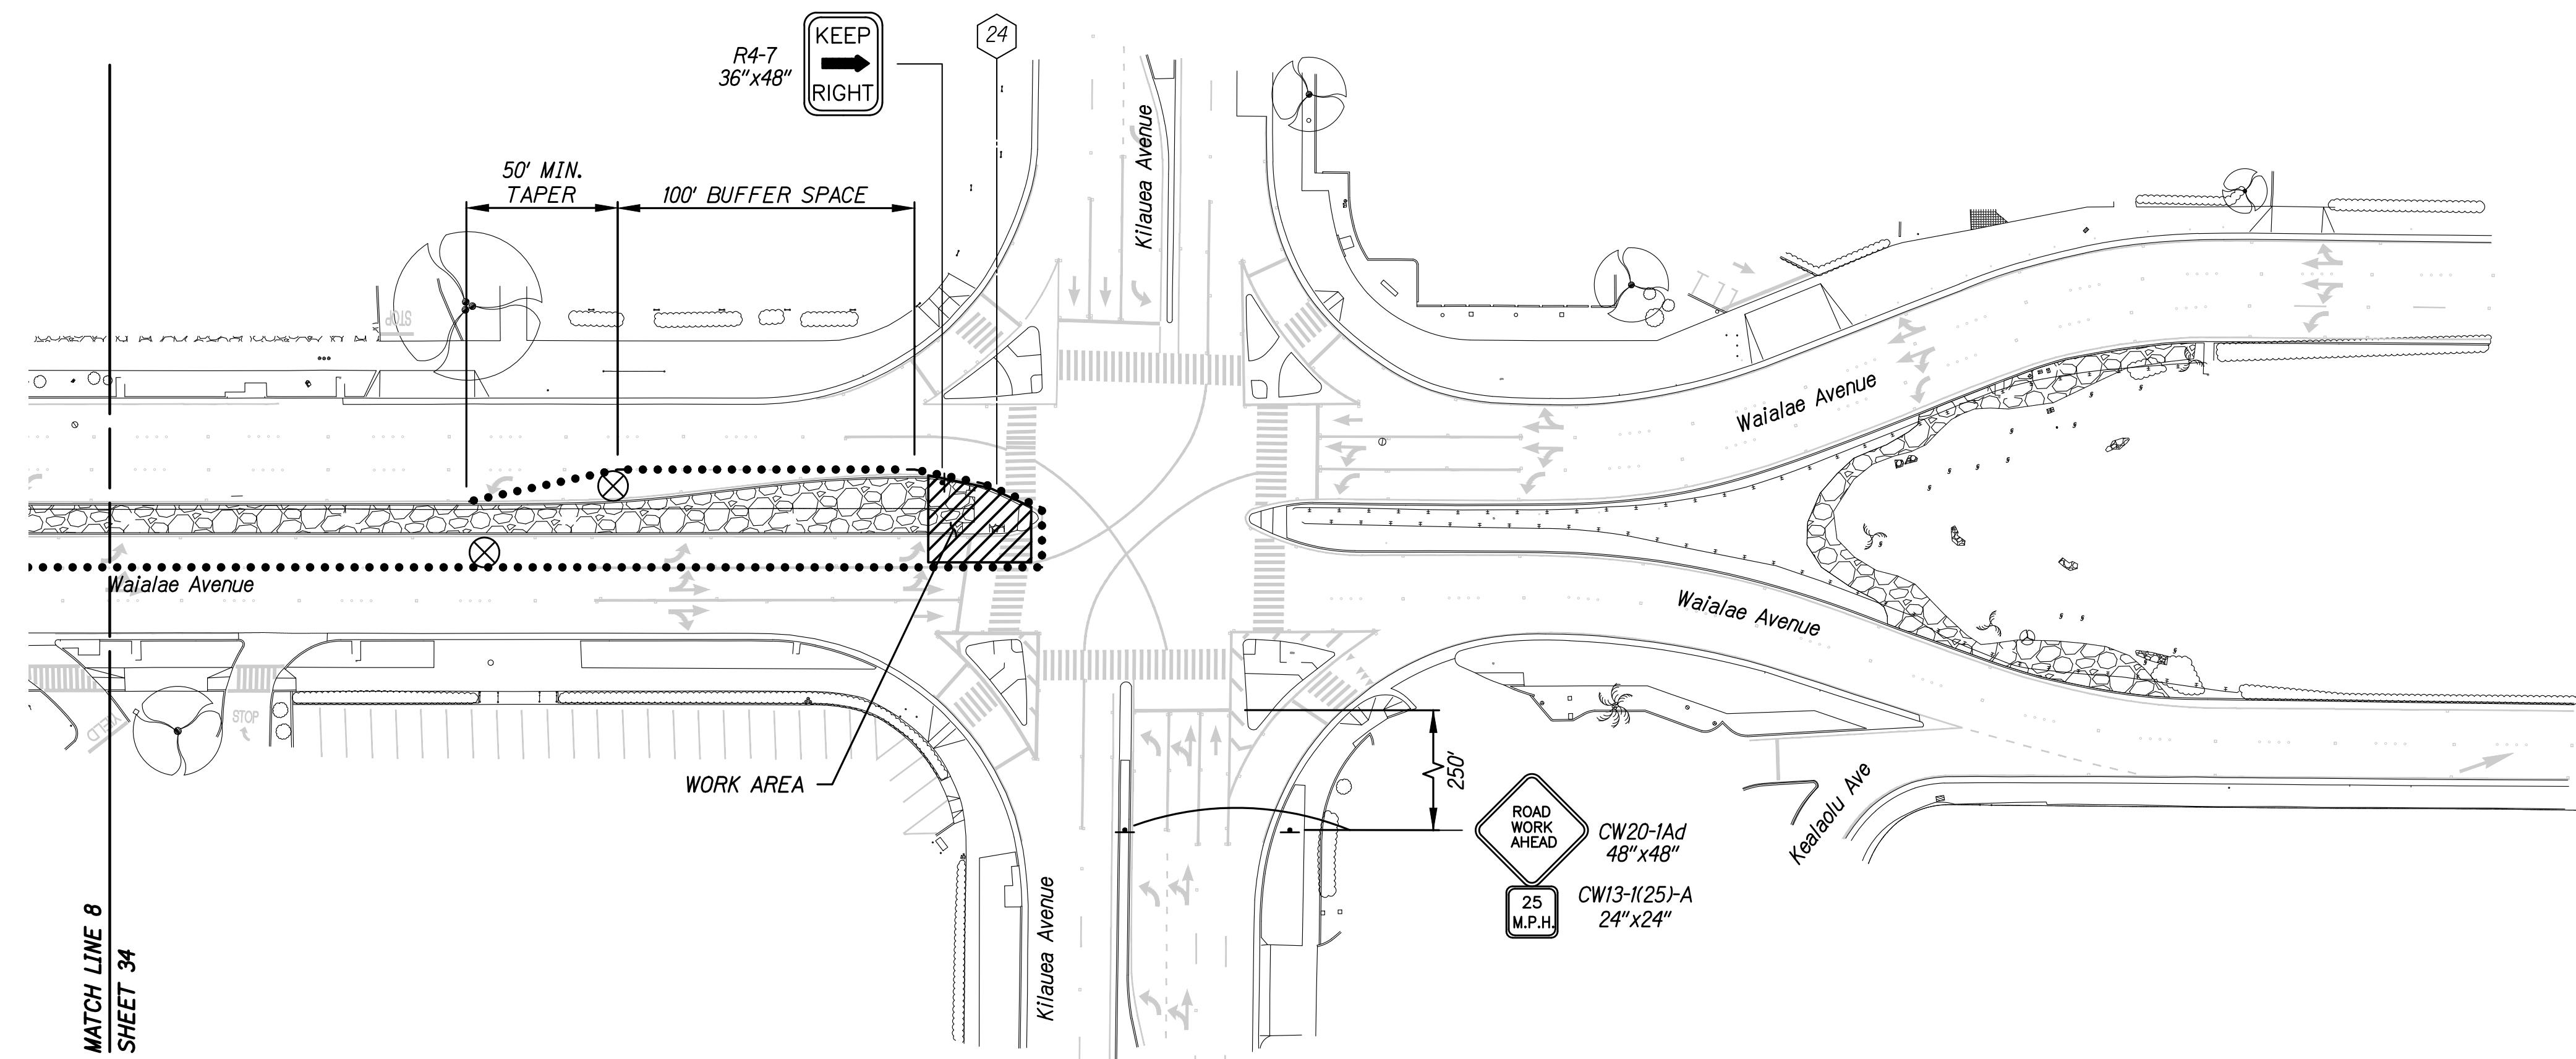 KEEP
RIGHT
R4-7
36"x48"
24
50' MIN.
TAPER
100' BUFFER SPACE
Kilauea Avenue
STOP
Waialae Avenue
Waialae Avenue
Waialae Avenue
YIELD
STOP
WORK AREA
250'
ROAD
WORK
AHEAD
CW20-1Ad
48"x48"
25
M.P.H.
CW13-1(25)-A
24"x24"
Kealaolu Ave
Kilauea Avenue
MATCH LINE 8
SHEET 34